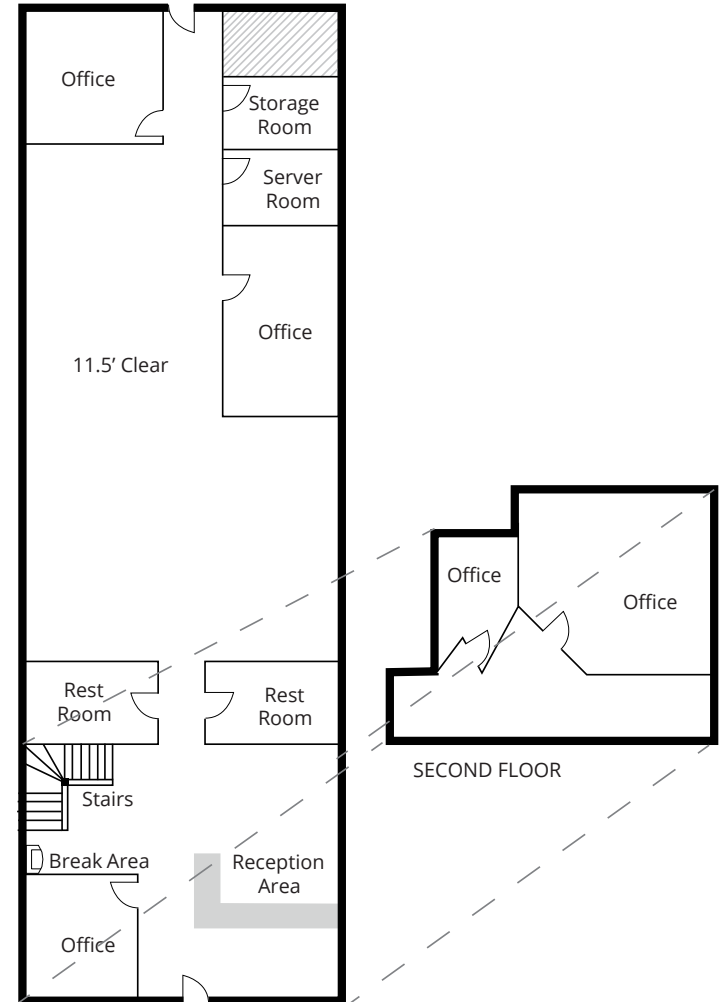 Office
Storage
Room
Server
Room
Office
11.5’ Clear
Rest
Room
Rest
Room
Stairs
Break Area
Reception
Area
Office
Office
Office
SECOND FLOOR